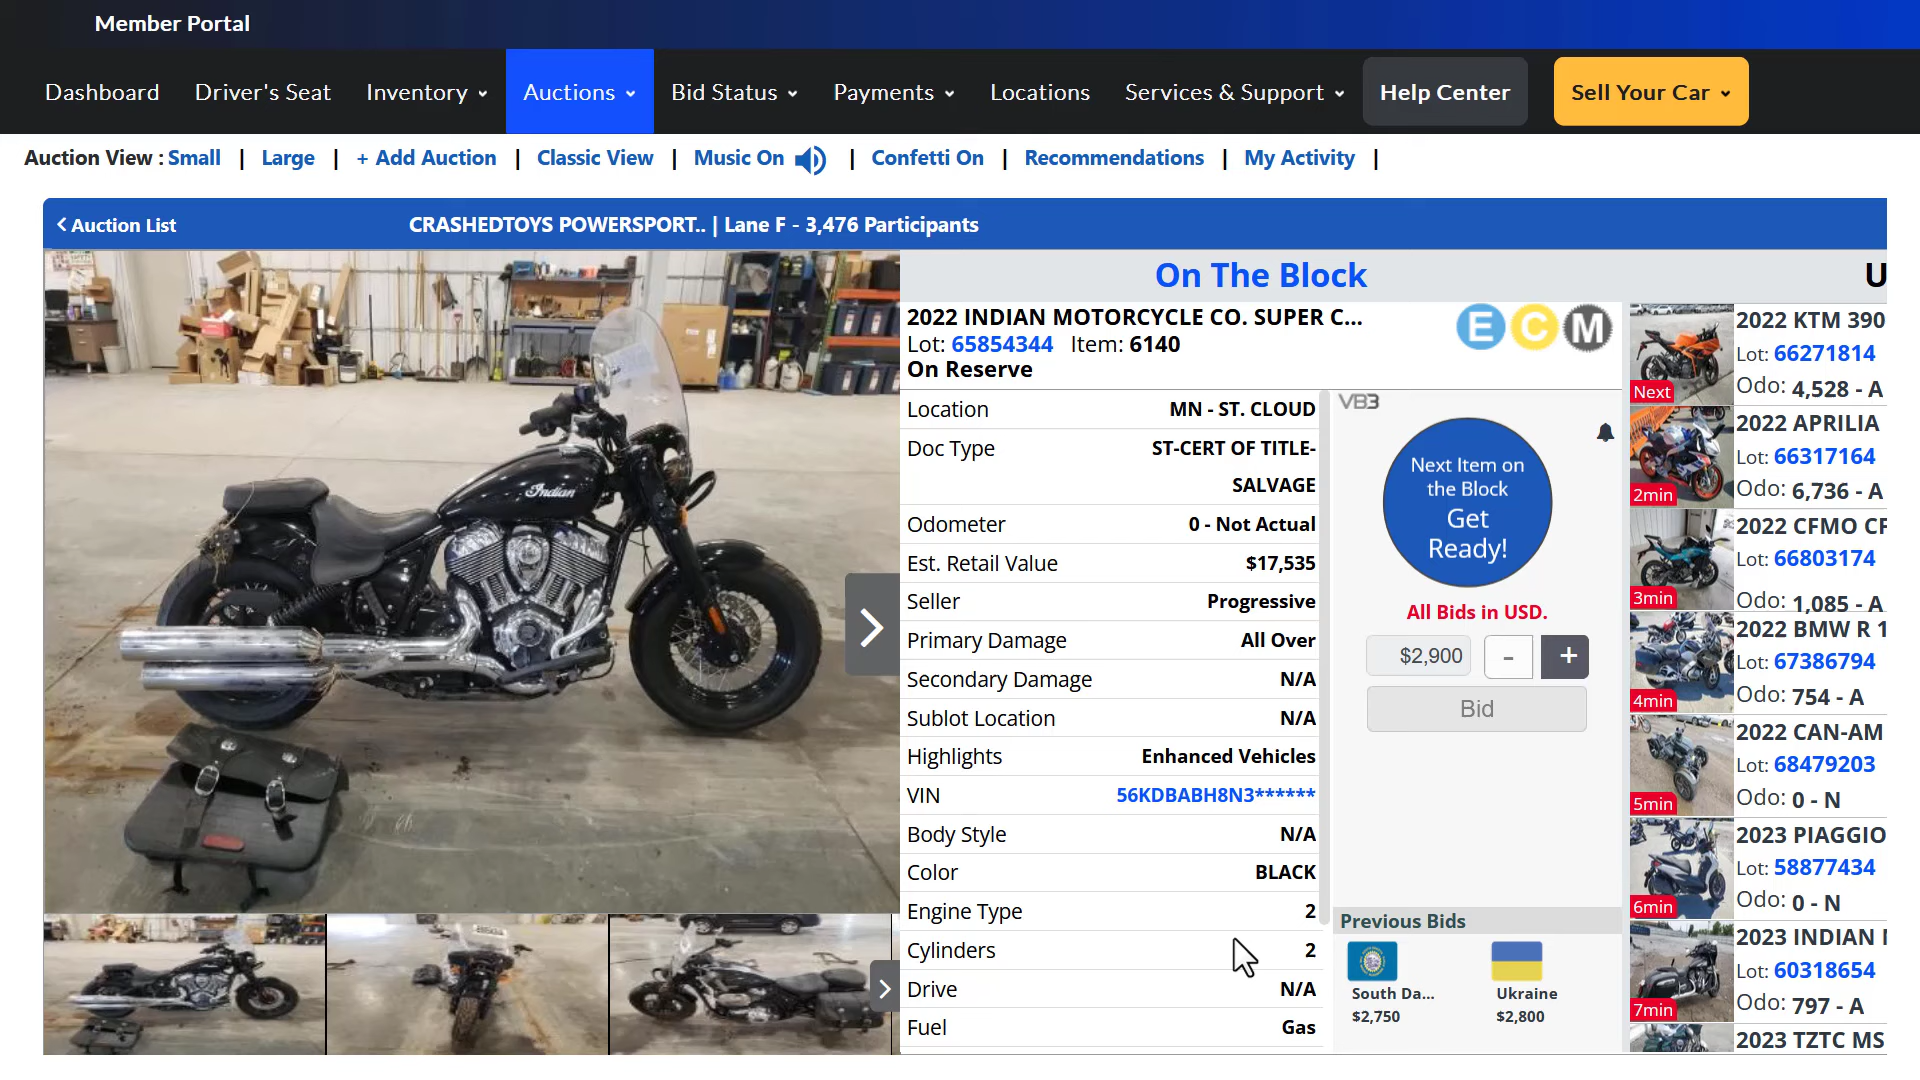 Member Portal
Dashboard Driver's Seat Inventory Auctions Bid Status Payments Locations Services & Support Help Center Sell Your Car
Auction View : Small | Large | + Add Auction | Classic View | Music On | Confetti On | Recommendations | My Activity |
Auction List CRASHEDTOYS POWERSPORT.. | Lane F - 3,476 Participants
On The Block
U
2022 INDIAN MOTORCYCLE CO. SUPER C...
Lot: 65854344 Item: 6140
On Reserve
E C M
Location MN - ST. CLOUD
Doc Type ST-CERT OF TITLE-
SALVAGE
Odometer 0 - Not Actual
Est. Retail Value $17,535
Seller Progressive
Primary Damage All Over
Secondary Damage N/A
Sublot Location N/A
Highlights Enhanced Vehicles
VIN 56KDBABH8N3******
Body Style N/A
Color BLACK
Engine Type 2
Cylinders 2
Drive N/A
Fuel Gas
VB3
Next Item on
the Block
Get
Ready!
All Bids in USD.
$2,900 - +
Bid
Previous Bids
South Da... Ukraine
$2,750 $2,800
2022 KTM 390
Lot: 66271814
Odo: 4,528 - A
Next
2022 APRILIA
Lot: 66317164
Odo: 6,736 - A
2min
2022 CFMO CF
Lot: 66803174
Odo: 1,085 - A
3min
2022 BMW R 1
Lot: 67386794
Odo: 754 - A
4min
2022 CAN-AM
Lot: 68479203
Odo: 0 - N
5min
2023 PIAGGIO
Lot: 58877434
Odo: 0 - N
6min
2023 INDIAN
Lot: 60318654
Odo: 797 - A
7min
2023 TZTC MS
Indian